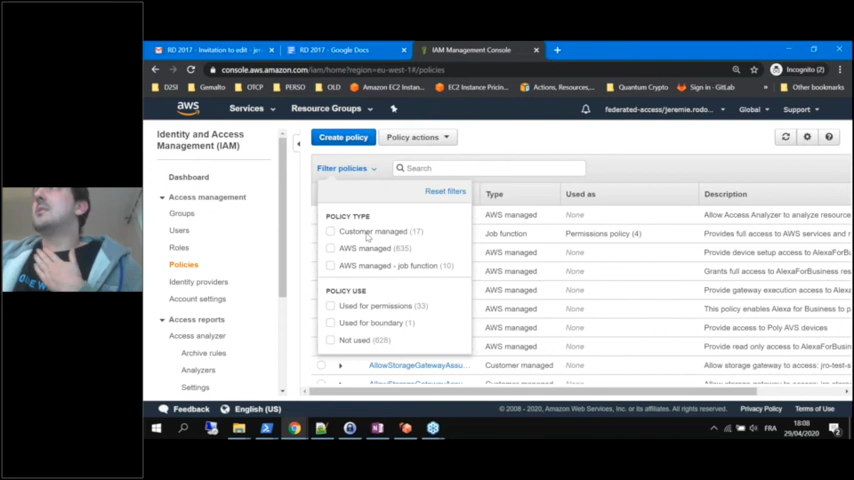 RD 2017 - Invitation to edit - jer
RD 2017 - Google Docs
IAM Management Console
console.aws.amazon.com/iam/home?region=eu-west-1#/policies
Incognito (2)
D2SI
Gemalto
OTCP
PERSO
OLD
Amazon EC2 Instanc...
EC2 Instance Pricin...
Actions, Resources,...
Quantum Crypto
Sign in · GitLab
»
Other bookmarks
aws
Services
Resource Groups
federated-access/jeremie.rodo...
Global
Support
Identity and Access
Management (IAM)
Dashboard
Access management
Groups
Users
Roles
Policies
Identity providers
Account settings
Access reports
Access analyzer
Archive rules
Analyzers
Settings
Create policy
Policy actions
Filter policies
Search
Reset filters
POLICY TYPE
Customer managed (17)
AWS managed (635)
AWS managed - job function (10)
POLICY USE
Used for permissions (33)
Used for boundary (1)
Not used (628)
Type Used as Description
AWS managed None Allow Access Analyzer to analyze resource
Job function Permissions policy (4) Provides full access to AWS services and r
AWS managed None Provide device setup access to AlexaForB
AWS managed None Grants full access to AlexaForBusiness re
AWS managed None Provide gateway execution access to Alex
AWS managed None This policy enables Alexa for Business to p
AWS managed None Provide access to Poly AVS devices
AWS managed None Provide read only access to AlexaForBusi
AllowStorageGatewayAssu... Customer managed None Allow storage gateway to access: jro-test-s
Feedback
English (US)
© 2008 - 2020, Amazon Web Services, Inc. or its affiliates. All rights reserved.
Privacy Policy
Terms of Use
FRA
18:08
29/04/2020
2